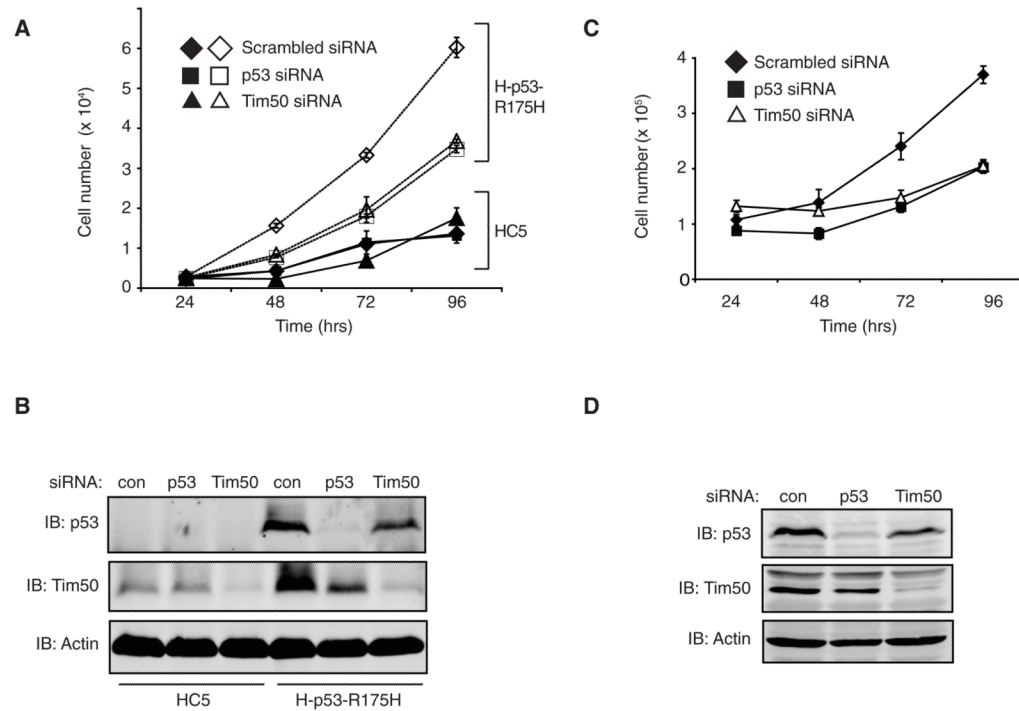 A
Cell number (x 10⁴)
6
5
4
3
2
1
0
Scrambled siRNA
p53 siRNA
Tim50 siRNA
H-p53-
R175H
HC5
24 48 72 96
Time (hrs)
C
Cell number (x 10⁵)
4
3
2
1
0
Scrambled siRNA
p53 siRNA
Tim50 siRNA
24 48 72 96
Time (hrs)
B
siRNA: con p53 Tim50 con p53 Tim50
IB: p53
IB: Tim50
IB: Actin
HC5 H-p53-R175H
D
siRNA: con p53 Tim50
IB: p53
IB: Tim50
IB: Actin